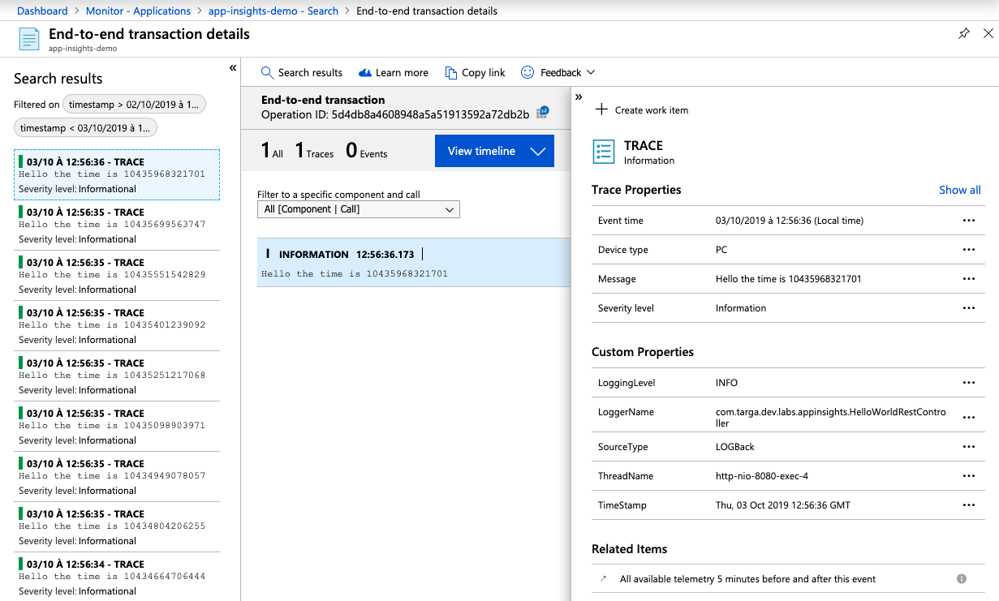 Dashboard > Monitor - Applications > app-insights-demo - Search > End-to-end transaction details
End-to-end transaction details
app-insights-demo
«
Search results
Filtered on timestamp > 02/10/2019 à 1...
timestamp < 03/10/2019 à 1...
03/10 À 12:56:36 - TRACE
Hello the time is 10435968321701
Severity level: Informational
03/10 À 12:56:35 - TRACE
Hello the time is 10435699563747
Severity level: Informational
03/10 À 12:56:35 - TRACE
Hello the time is 10435551542829
Severity level: Informational
03/10 À 12:56:35 - TRACE
Hello the time is 10435401239092
Severity level: Informational
03/10 À 12:56:35 - TRACE
Hello the time is 10435251217068
Severity level: Informational
03/10 À 12:56:35 - TRACE
Hello the time is 10435098903971
Severity level: Informational
03/10 À 12:56:35 - TRACE
Hello the time is 10434949078057
Severity level: Informational
03/10 À 12:56:35 - TRACE
Hello the time is 10434804206255
Severity level: Informational
03/10 À 12:56:34 - TRACE
Hello the time is 10434664706444
Severity level: Informational
Search results Learn more Copy link Feedback
End-to-end transaction
Operation ID: 5d4db8a4608948a5a51913592a72db2b
1 All 1 Traces 0 Events
View timeline
Filter to a specific component and call
All [Component | Call]
INFORMATION 12:56:36.173
Hello the time is 10435968321701
»
Create work item
TRACE
Information
Trace Properties Show all
Event time 03/10/2019 à 12:56:36 (Local time) ...
Device type PC ...
Message Hello the time is 10435968321701 ...
Severity level Information ...
Custom Properties
LoggingLevel INFO ...
LoggerName com.targa.dev.labs.appinsights.HelloWorldRestContro
ller ...
SourceType LOGBack ...
ThreadName http-nio-8080-exec-4 ...
TimeStamp Thu, 03 Oct 2019 12:56:36 GMT ...
Related Items
All available telemetry 5 minutes before and after this event